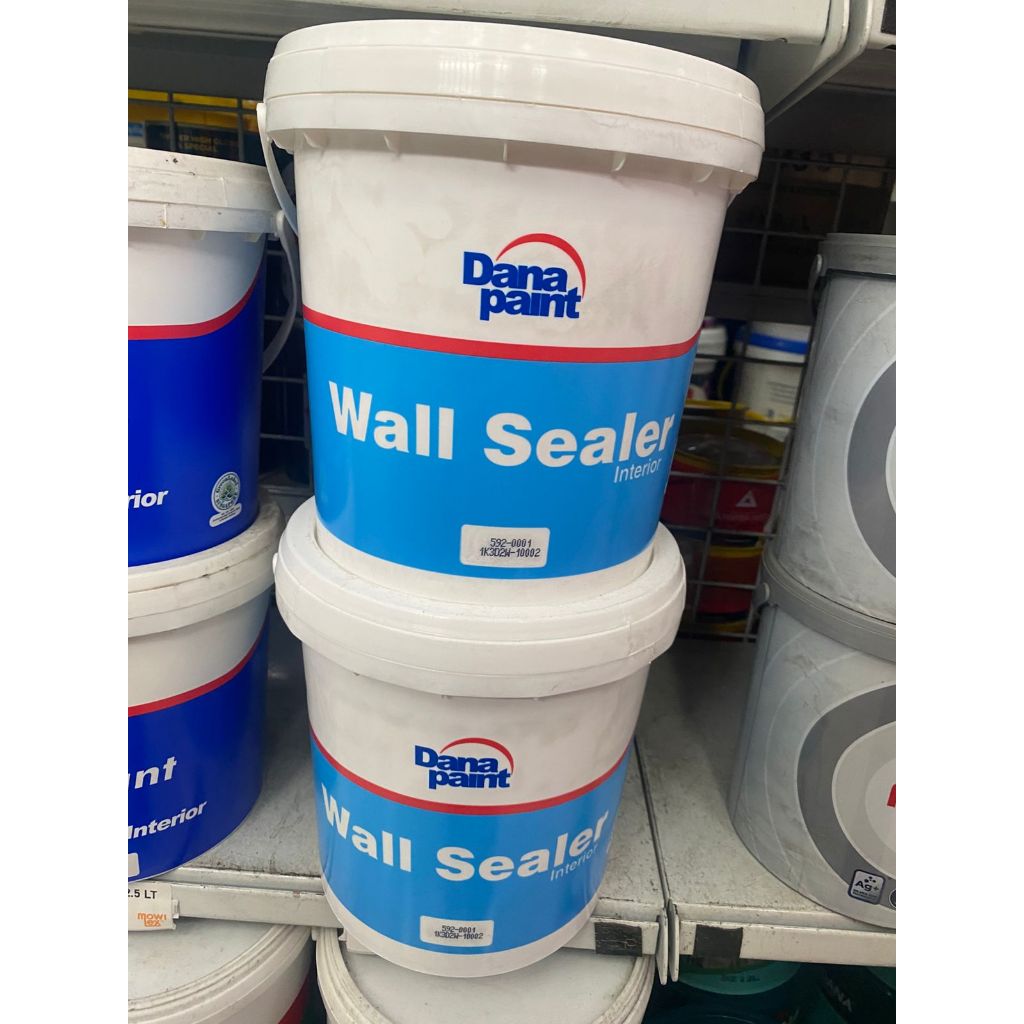 Dana
paint
Wall Sealer
Interior
592-0001
1K3D2W-10002
Dana
paint
Wall Sealer
Interior
592-0001
1K3D2W-10002
rior
int
Interior
2.5 LT
mowi
lex
Ag+